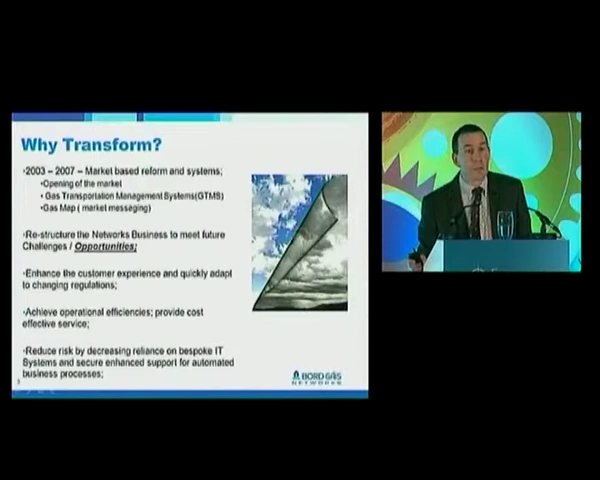 Why Transform?
•2003 – 2007 – Market based reform and systems;
•Opening of the market
• Gas Transportation Management Systems(GTMS)
•Gas Map ( market messaging)
•Re-structure the Networks Business to meet future
Challenges / Opportunities;
•Enhance the customer experience and quickly adapt
to changing regulations;
•Achieve operational efficiencies; provide cost
effective service;
•Reduce risk by decreasing reliance on bespoke IT
Systems and secure enhanced support for automated
business processes;
3
BORD GÁIS
NETWORKS